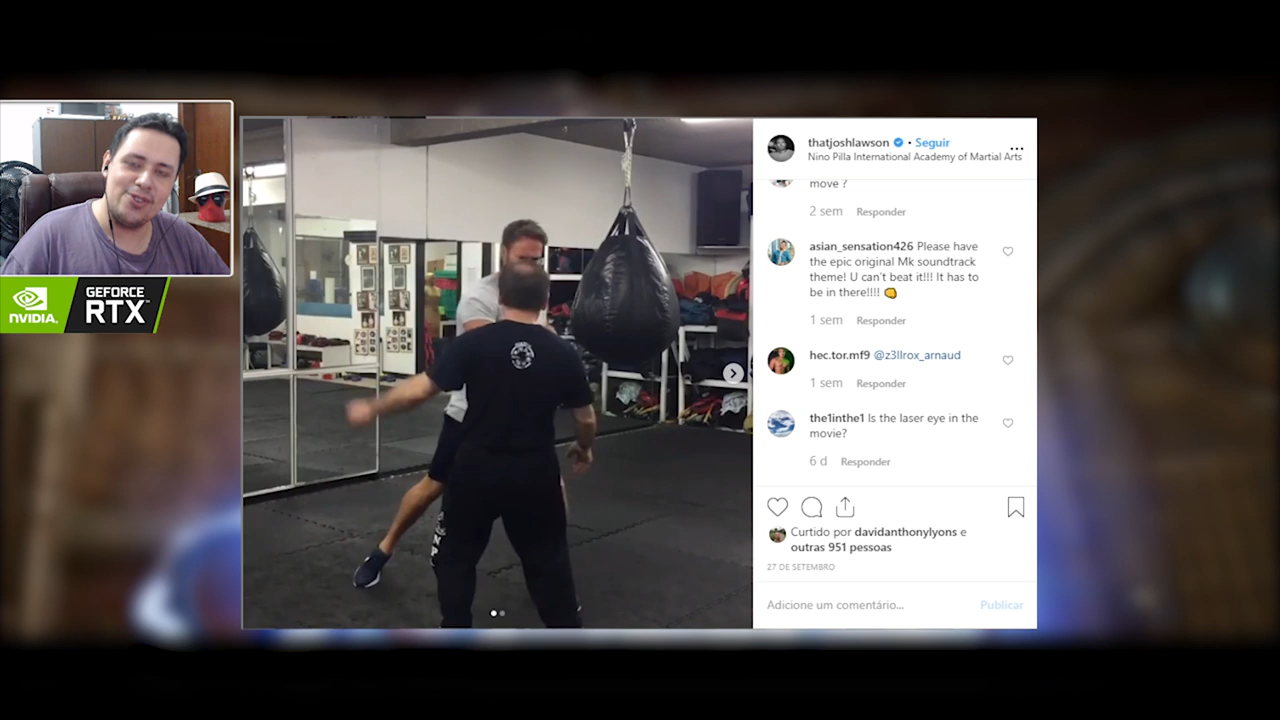 NVIDIA.
GEFORCE
RTX
thatjoshlawson • Seguir
Nino Pilla International Academy of Martial Arts
move ?
2 sem Responder
asian_sensation426 Please have
the epic original Mk soundtrack
theme! U can't beat it!!! It has to
be in there!!!!
1 sem Responder
hec.tor.mf9 @z3llrox_arnaud
1 sem Responder
the1inthe1 Is the laser eye in the
movie?
6 d Responder
Curtido por davidanthonylyons e
outras 951 pessoas
27 DE SETEMBRO
Adicione um comentário... Publicar